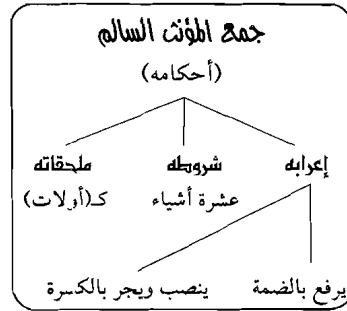 جمع المؤنث السالم
(أحكامه)
إعرابه شروطه ملحقاته
عشرة أشياء كـ(أولات)
يرفع بالضمة ينصب ويجر بالكسرة